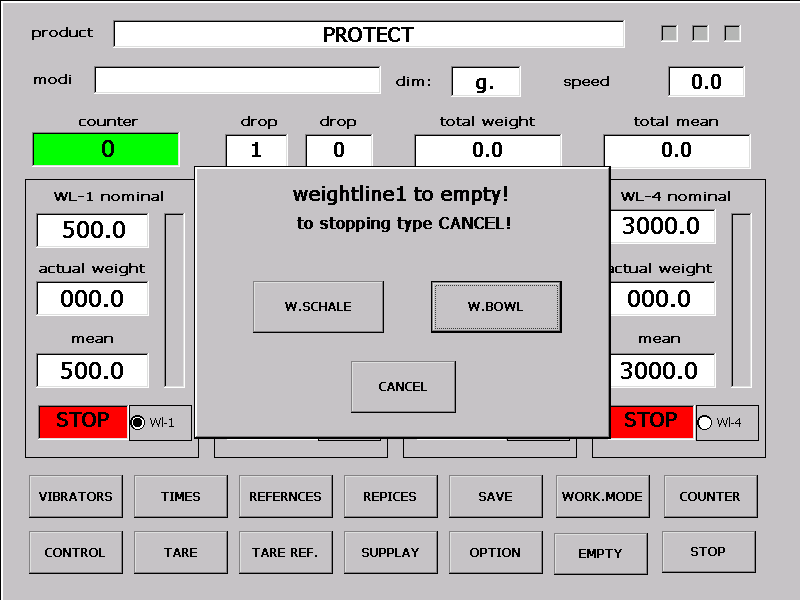 product PROTECT
modi dim: g. speed 0.0
counter drop drop total weight total mean
0 1 0 0.0 0.0
weightline1 to empty!
to stopping type CANCEL!
W.SCHALE W.BOWL
CANCEL
WL-1 nominal
500.0
actual weight
000.0
mean
500.0
STOP Wl-1
WL-4 nominal
3000.0
actual weight
000.0
mean
3000.0
STOP Wl-4
VIBRATORS TIMES REFERNCES REPICES SAVE WORK.MODE COUNTER
CONTROL TARE TARE REF. SUPPLAY OPTION EMPTY STOP